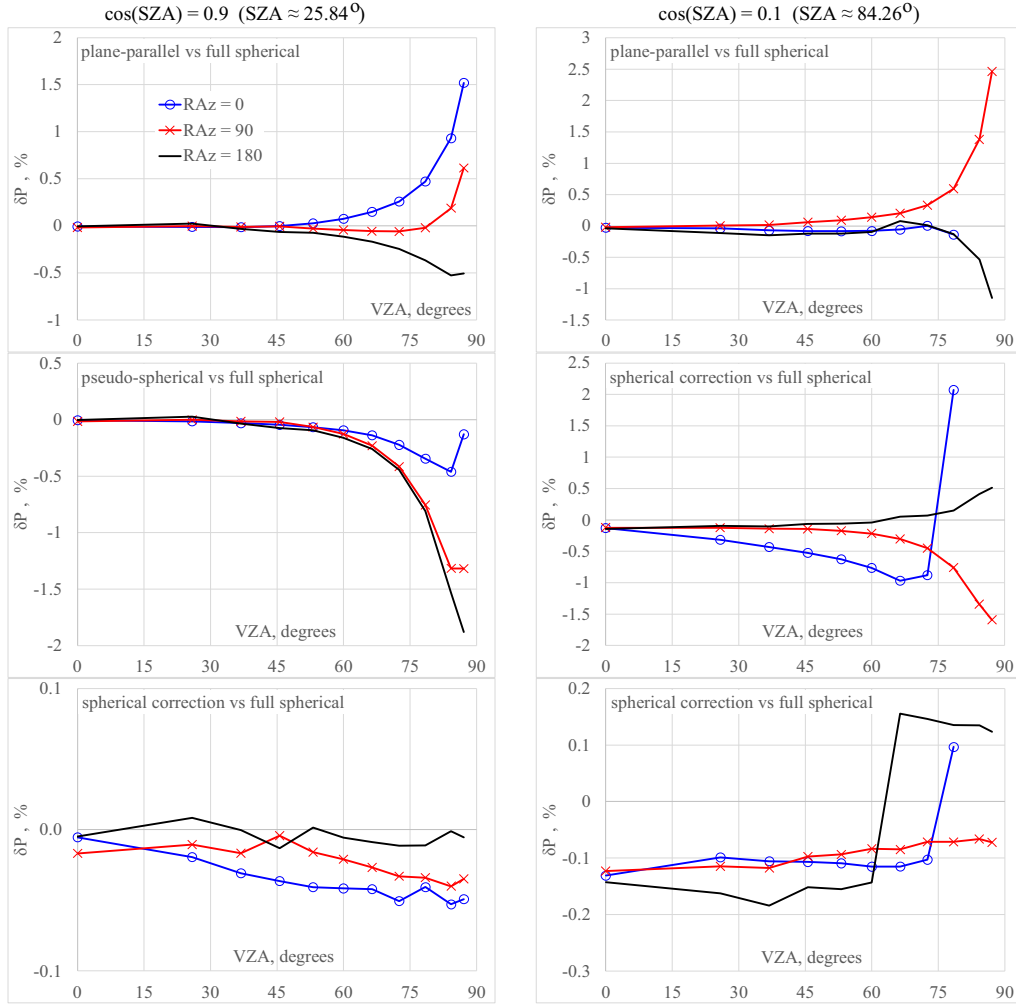 cos(SZA) = 0.9 (SZA ≈ 25.84°)
cos(SZA) = 0.1 (SZA ≈ 84.26°)
plane-parallel vs full spherical
RAz = 0
RAz = 90
RAz = 180
δP , %
VZA, degrees
2
1.5
1
0.5
0
-0.5
-1
0 15 30 45 60 75 90
plane-parallel vs full spherical
δP , %
VZA, degrees
3
2.5
2
1.5
1
0.5
0
-0.5
-1
-1.5
0 15 30 45 60 75 90
pseudo-spherical vs full spherical
δP , %
VZA, degrees
0.5
0
-0.5
-1
-1.5
-2
0 15 30 45 60 75 90
spherical correction vs full spherical
δP , %
VZA, degrees
2.5
2
1.5
1
0.5
0
-0.5
-1
-1.5
-2
0 15 30 45 60 75 90
spherical correction vs full spherical
δP , %
VZA, degrees
0.1
0.0
-0.1
0 15 30 45 60 75 90
spherical correction vs full spherical
δP , %
VZA, degrees
0.2
0.1
0
-0.1
-0.2
-0.3
0 15 30 45 60 75 90